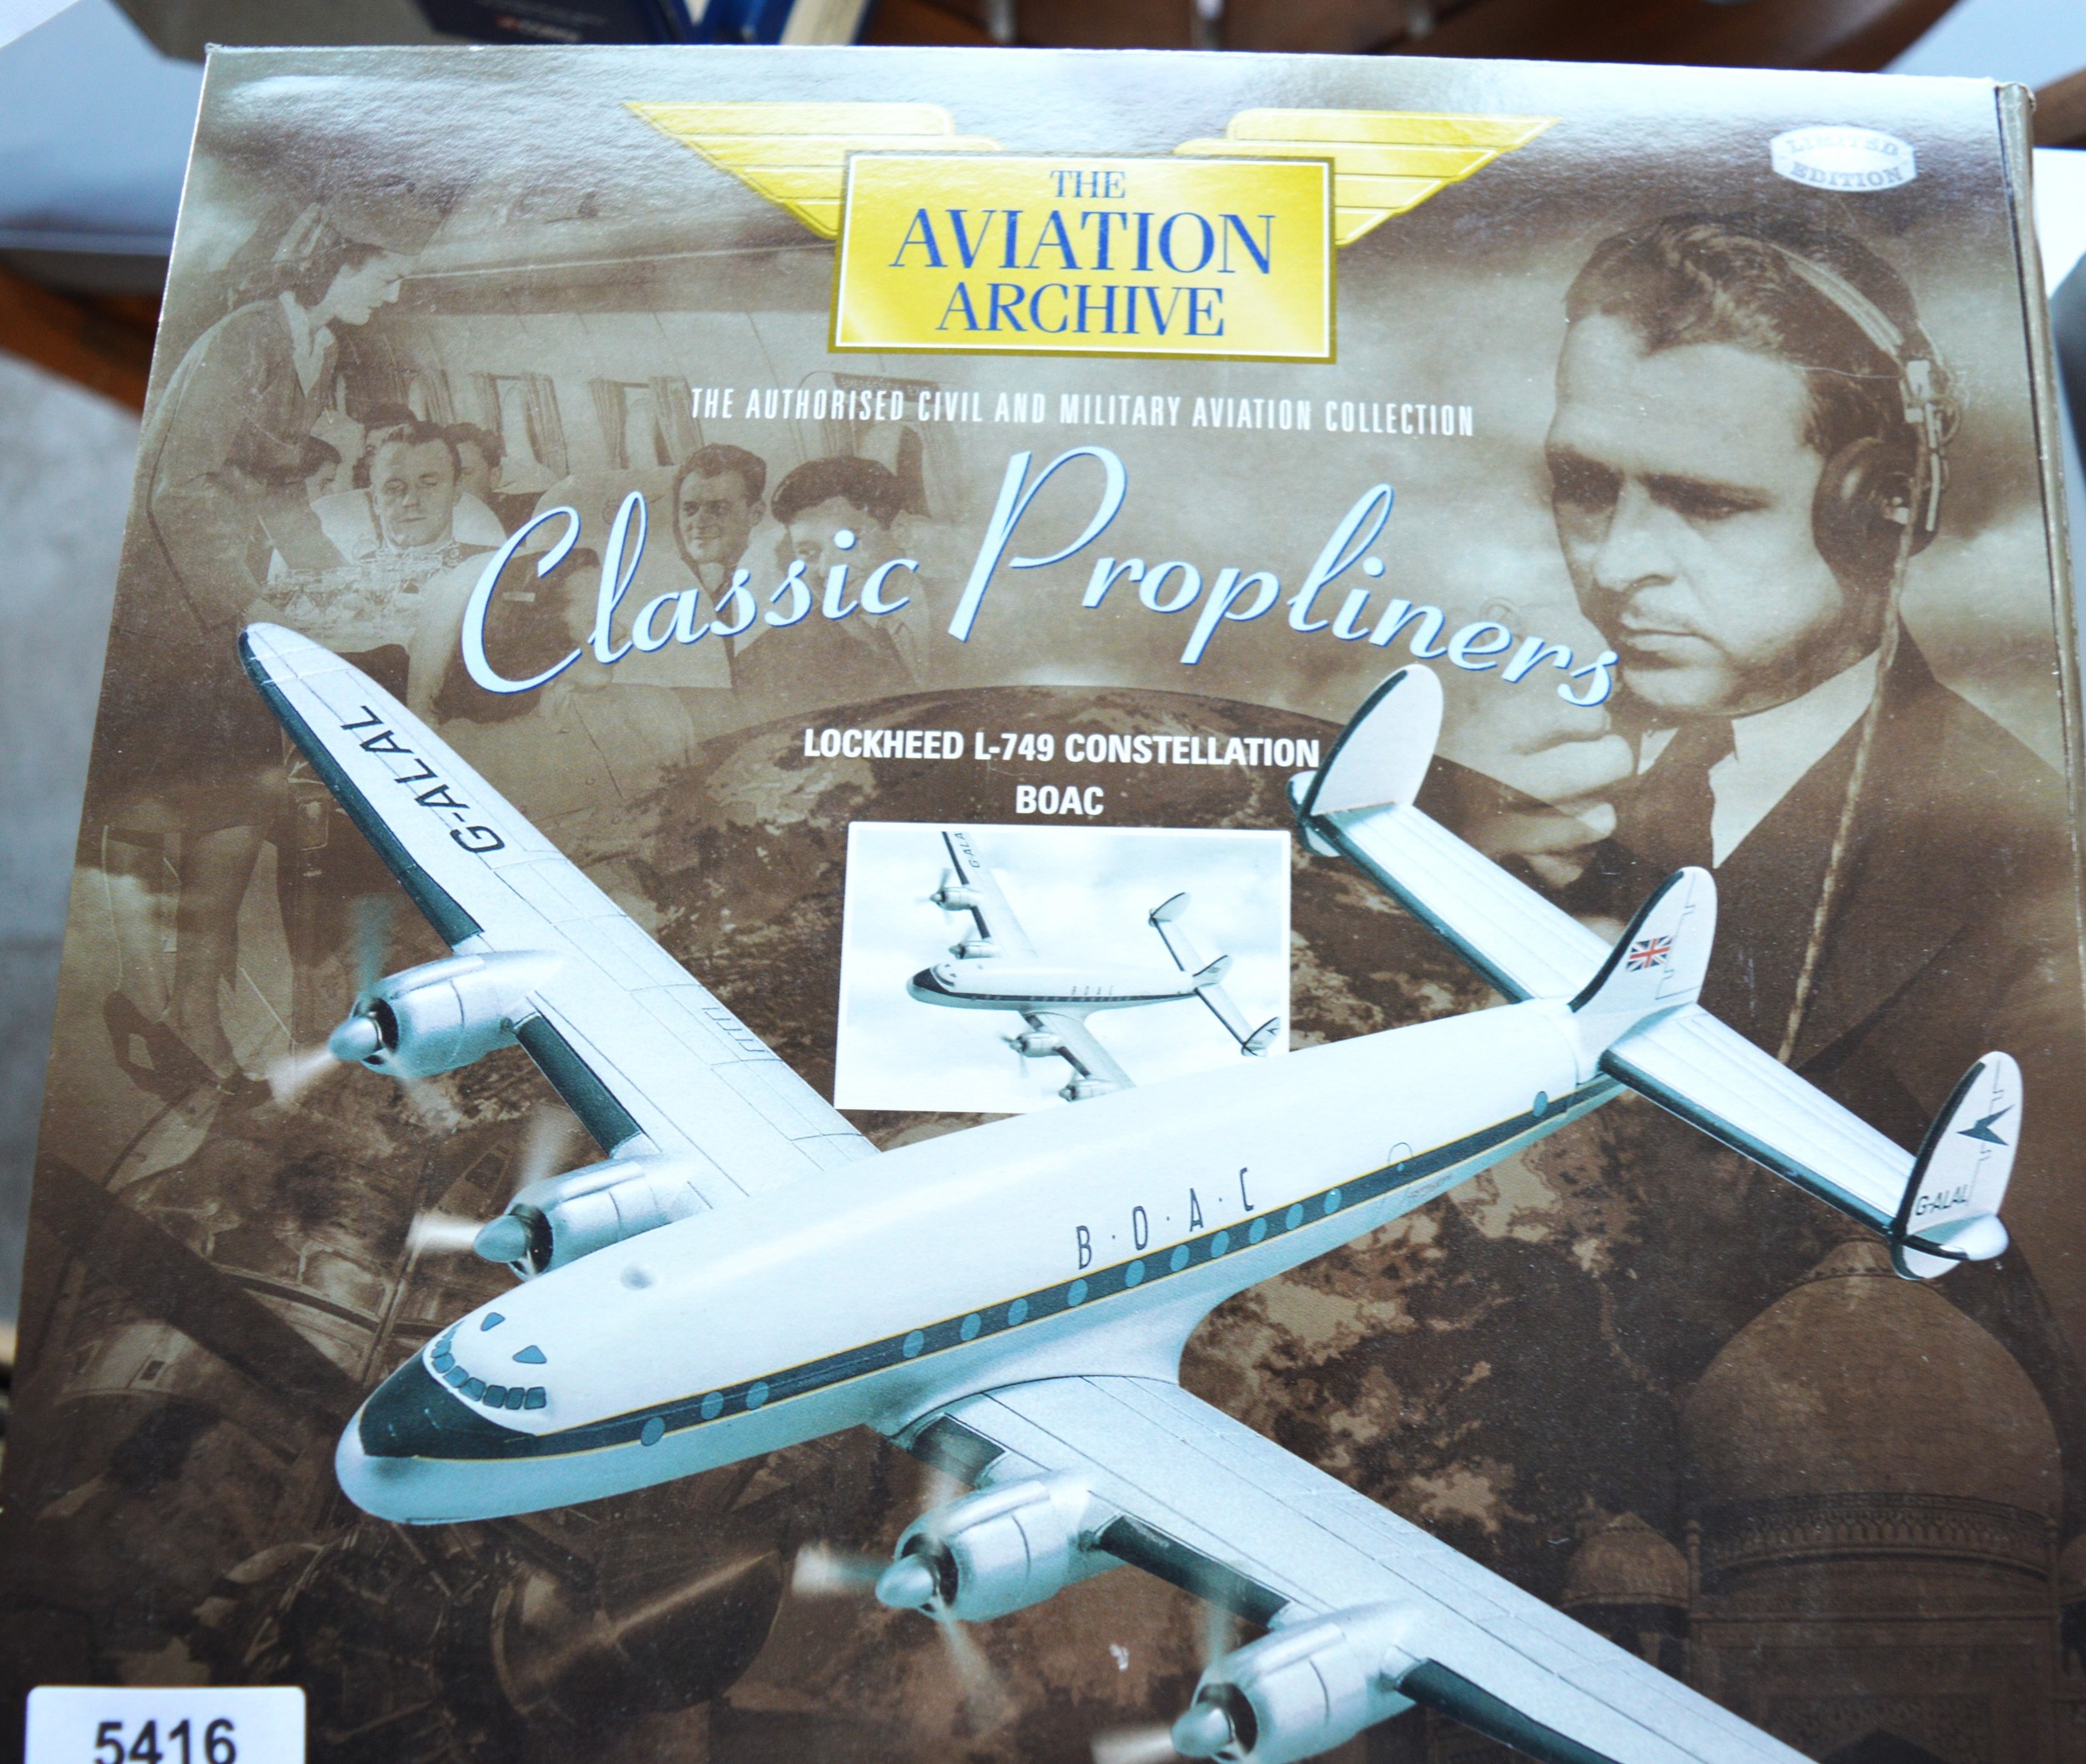 THE
AVIATION
ARCHIVE
LIMITED
EDITION
THE AUTHORISED CIVIL AND MILITARY AVIATION COLLECTION
Classic Propliners
LOCKHEED L-749 CONSTELLATION
BOAC
G-ALAL
G-ALA
B·O·A·C
B·O·A·C
G-ALAL
5416